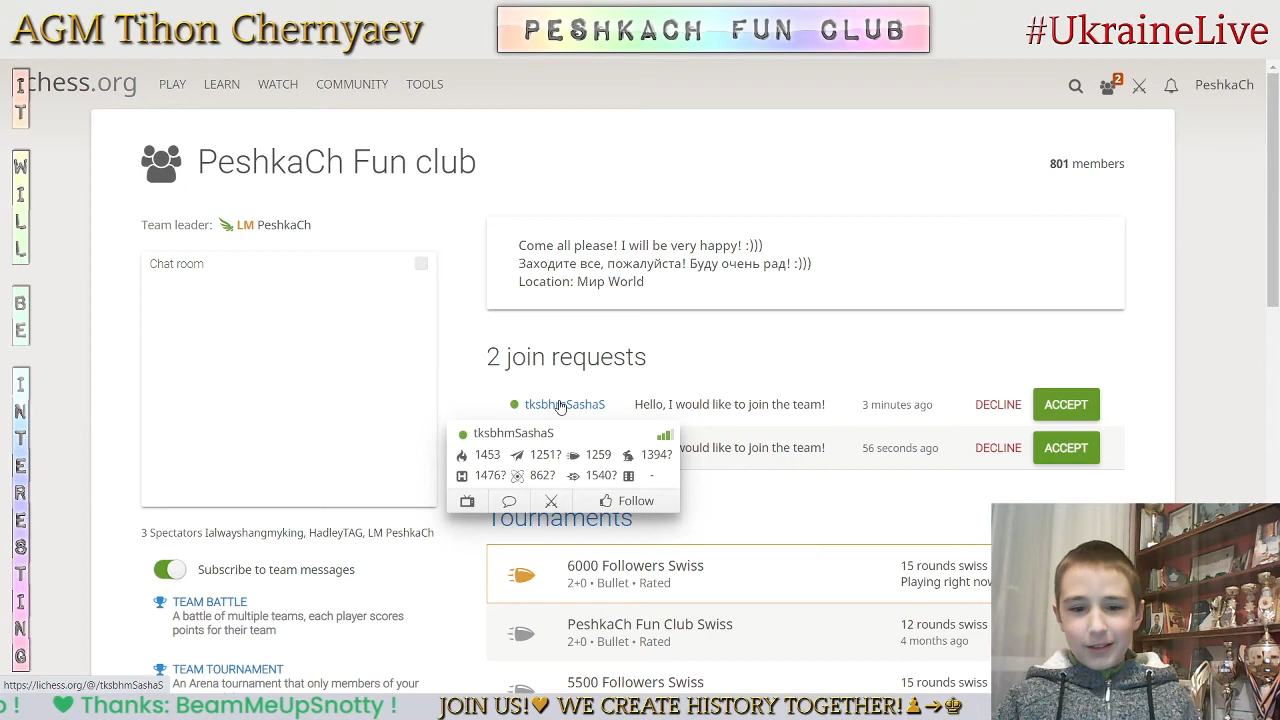 AGM Tihon Chernyaev
PESHKACH FUN CLUB
#UkraineLive
IT WILL BE INTERESTING
chess.org
PLAY LEARN WATCH COMMUNITY TOOLS
2
PeshkaCh
PeshkaCh Fun club
801 members
Team leader: LM PeshkaCh
Chat room
Come all please! I will be very happy! :)))
Заходите все, пожалуйста! Буду очень рад! :)))
Location: Мир World
2 join requests
tksbhmSashaS Hello, I would like to join the team! 3 minutes ago DECLINE ACCEPT
would like to join the team! 56 seconds ago DECLINE ACCEPT
tksbhmSashaS
1453 1251? 1259 1394?
1476? 862? 1540? -
Follow
Tournaments
3 Spectators Ialwayshangmyking, HadleyTAG, LM PeshkaCh
Subscribe to team messages
TEAM BATTLE
A battle of multiple teams, each player scores
points for their team
TEAM TOURNAMENT
An Arena tournament that only members of your
6000 Followers Swiss
2+0 • Bullet • Rated
15 rounds swiss
Playing right now
PeshkaCh Fun Club Swiss
2+0 • Bullet • Rated
12 rounds swiss
4 months ago
5500 Followers Swiss
15 rounds swiss
https://lichess.org/@/tksbhmSashaS
o ! Thanks: BeamMeUpSnotty !
JOIN US!♥ WE CREATE HISTORY TOGETHER!♟→♔